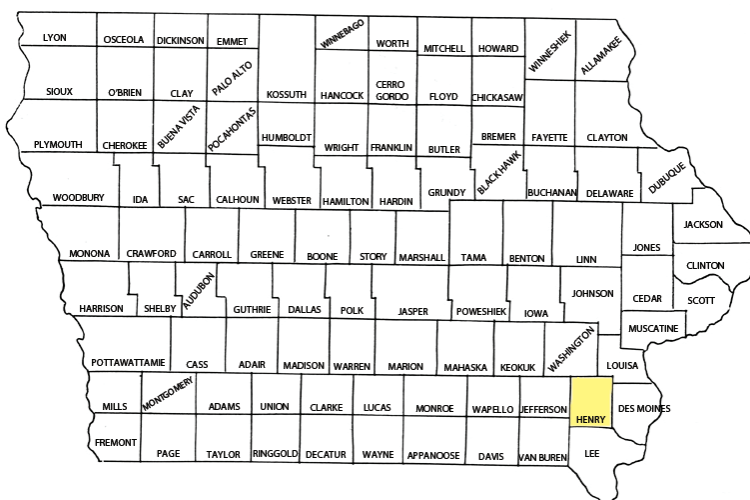 LYON
OSCEOLA
DICKINSON
EMMET
WINNEBAGO
WORTH
MITCHELL
HOWARD
WINNESHIEK
ALLAMAKEE
SIOUX
O'BRIEN
CLAY
PALO ALTO
KOSSUTH
HANCOCK
CERRO
GORDO
FLOYD
CHICKASAW
PLYMOUTH
CHEROKEE
BUENA VISTA
POCAHONTAS
HUMBOLDT
WRIGHT
FRANKLIN
BUTLER
BREMER
FAYETTE
CLAYTON
WOODBURY
IDA
SAC
CALHOUN
WEBSTER
HAMILTON
HARDIN
GRUNDY
BLACK HAWK
BUCHANAN
DELAWARE
DUBUQUE
MONONA
CRAWFORD
CARROLL
GREENE
BOONE
STORY
MARSHALL
TAMA
BENTON
LINN
JONES
JACKSON
CLINTON
HARRISON
SHELBY
AUDUBON
GUTHRIE
DALLAS
POLK
JASPER
POWESHIEK
IOWA
JOHNSON
CEDAR
SCOTT
MUSCATINE
POTTAWATTAMIE
CASS
ADAIR
MADISON
WARREN
MARION
MAHASKA
KEOKUK
WASHINGTON
LOUISA
MILLS
MONTGOMERY
ADAMS
UNION
CLARKE
LUCAS
MONROE
WAPELLO
JEFFERSON
HENRY
DES MOINES
FREMONT
PAGE
TAYLOR
RINGGOLD
DECATUR
WAYNE
APPANOOSE
DAVIS
VAN BUREN
LEE